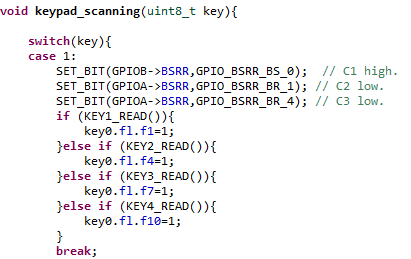 void keypad_scanning(uint8_t key){
switch(key){
case 1:
SET_BIT(GPIOB->BSRR,GPIO_BSRR_BS_0);  // C1 high.
SET_BIT(GPIOA->BSRR,GPIO_BSRR_BR_1); // C2 low.
SET_BIT(GPIOA->BSRR,GPIO_BSRR_BR_4); // C3 low.
if (KEY1_READ()){
key0.fl.f1=1;
}else if (KEY2_READ()){
key0.fl.f4=1;
}else if (KEY3_READ()){
key0.fl.f7=1;
}else if (KEY4_READ()){
key0.fl.f10=1;
}
break;